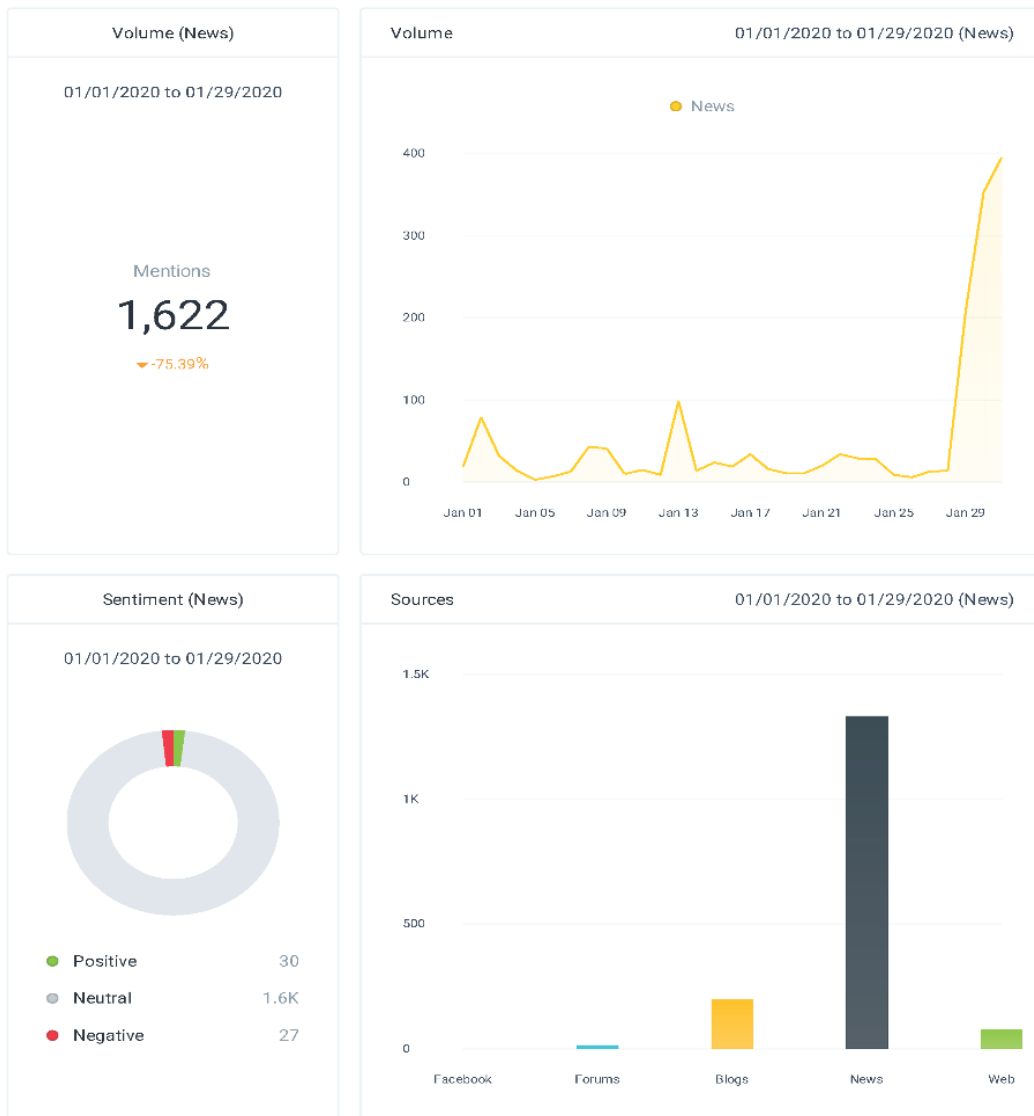 Volume (News)
01/01/2020 to 01/29/2020
Mentions
1,622
-75.39%
Volume 01/01/2020 to 01/29/2020 (News)
News
400
300
200
100
0
Jan 01 Jan 05 Jan 09 Jan 13 Jan 17 Jan 21 Jan 25 Jan 29
Sentiment (News)
01/01/2020 to 01/29/2020
Positive 30
Neutral 1.6K
Negative 27
Sources 01/01/2020 to 01/29/2020 (News)
1.5K
1K
500
0
Facebook Forums Blogs News Web